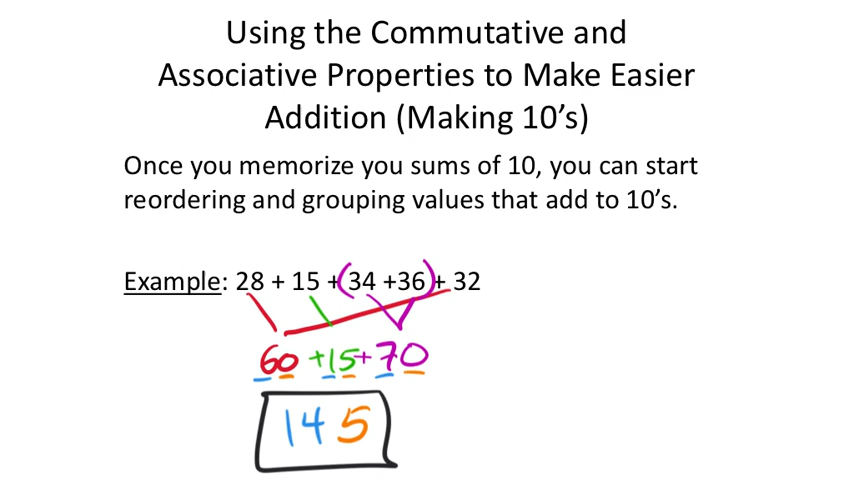 Using the Commutative and
Associative Properties to Make Easier
Addition (Making 10's)
Once you memorize you sums of 10, you can start
reordering and grouping values that add to 10's.
Example: 28 + 15 +(34 +36)+ 32
60 +15+ 70
145